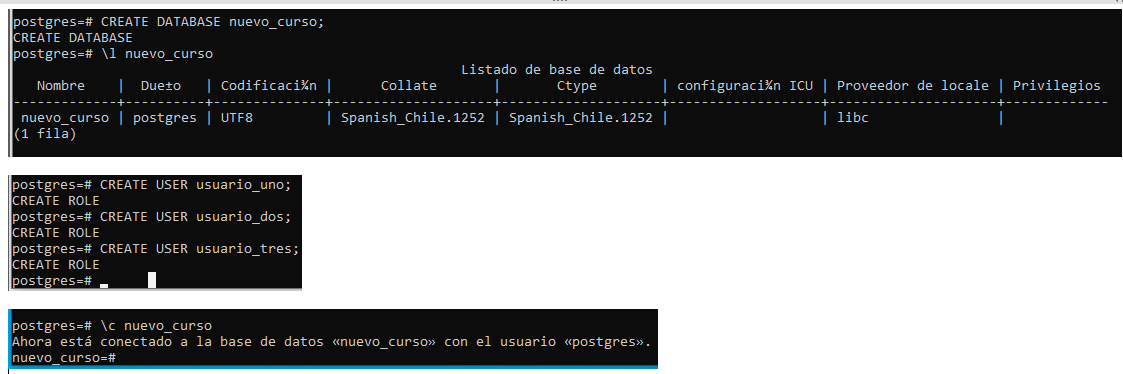 postgres=# CREATE DATABASE nuevo_curso;
CREATE DATABASE
postgres=# \l nuevo_curso
Listado de base de datos
Nombre | Due±o | Codificaci¾n | Collate | Ctype | configuraci¾n ICU | Proveedor de locale | Privilegios
-------------+----------+--------------+--------------------+--------------------+-------------------+---------------------+-------------
nuevo_curso | postgres | UTF8 | Spanish_Chile.1252 | Spanish_Chile.1252 | | libc |
(1 fila)
postgres=# CREATE USER usuario_uno;
CREATE ROLE
postgres=# CREATE USER usuario_dos;
CREATE ROLE
postgres=# CREATE USER usuario_tres;
CREATE ROLE
postgres=#
postgres=# \c nuevo_curso
Ahora está conectado a la base de datos «nuevo_curso» con el usuario «postgres».
nuevo_curso=#